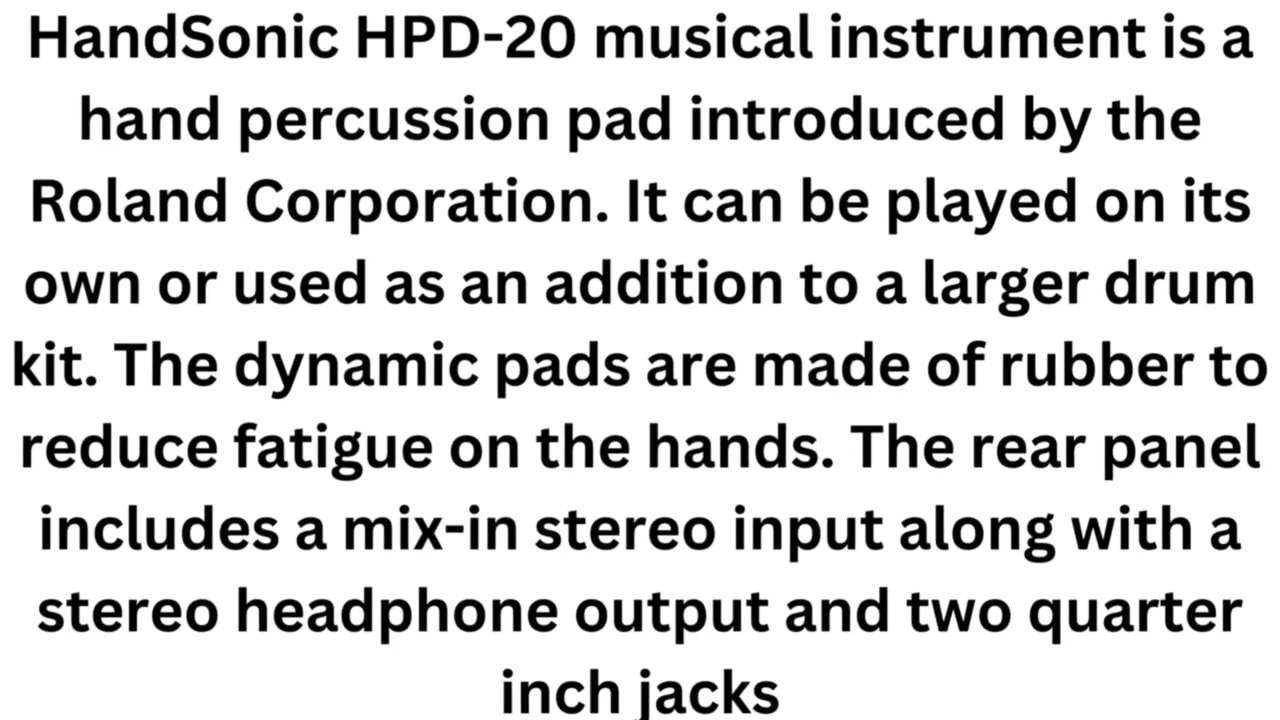 HandSonic HPD-20 musical instrument is a
hand percussion pad introduced by the
Roland Corporation. It can be played on its
own or used as an addition to a larger drum
kit. The dynamic pads are made of rubber to
reduce fatigue on the hands. The rear panel
includes a mix-in stereo input along with a
stereo headphone output and two quarter
inch jacks